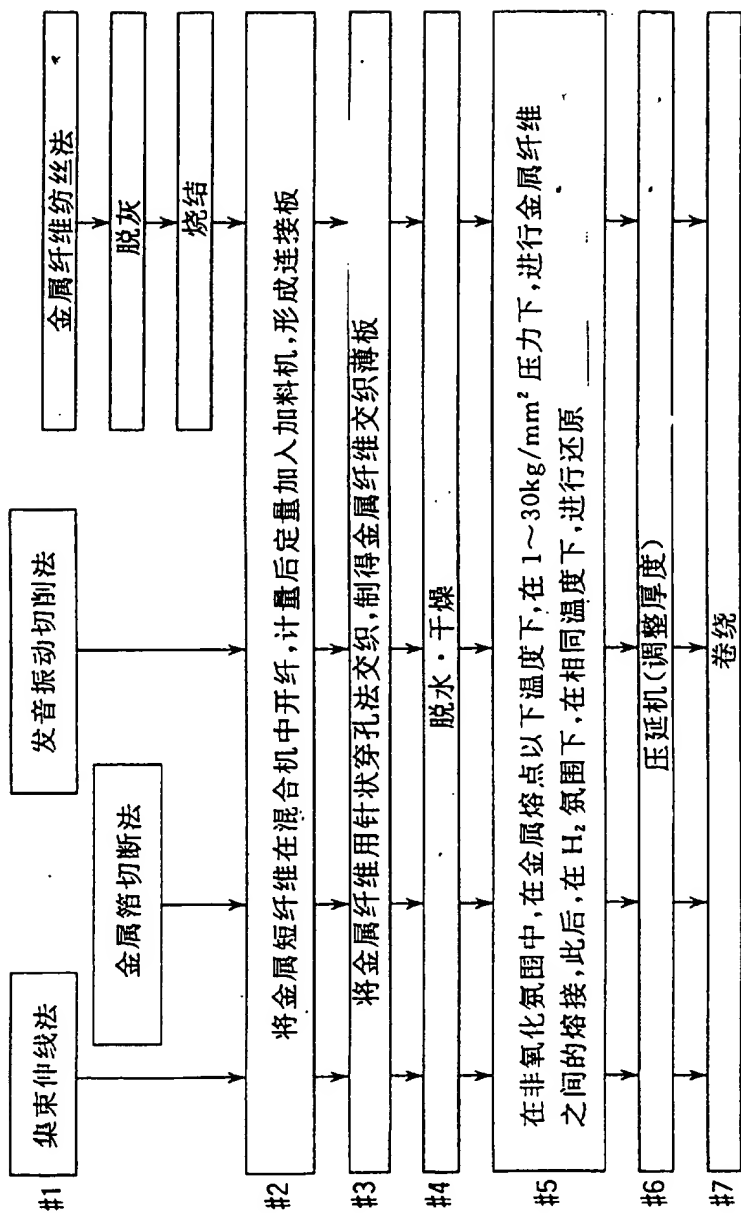 #1
集束伸线法
金属箔切断法
发音振动切削法
金属纤维纺丝法
脱灰
烧结
#2
将金属短纤维在混合机中开纤,计量后定量加入加料机,形成连接板
#3
将金属纤维用针状穿孔法交织,制得金属纤维交织薄板
#4
脱水·干燥
#5
在非氧化氛围中,在金属熔点以下温度下,在1~30kg/mm²压力下,进行金属纤维
之间的熔接,此后,在H₂氛围下,在相同温度下,进行还原
#6
压延机(调整厚度)
#7
卷绕